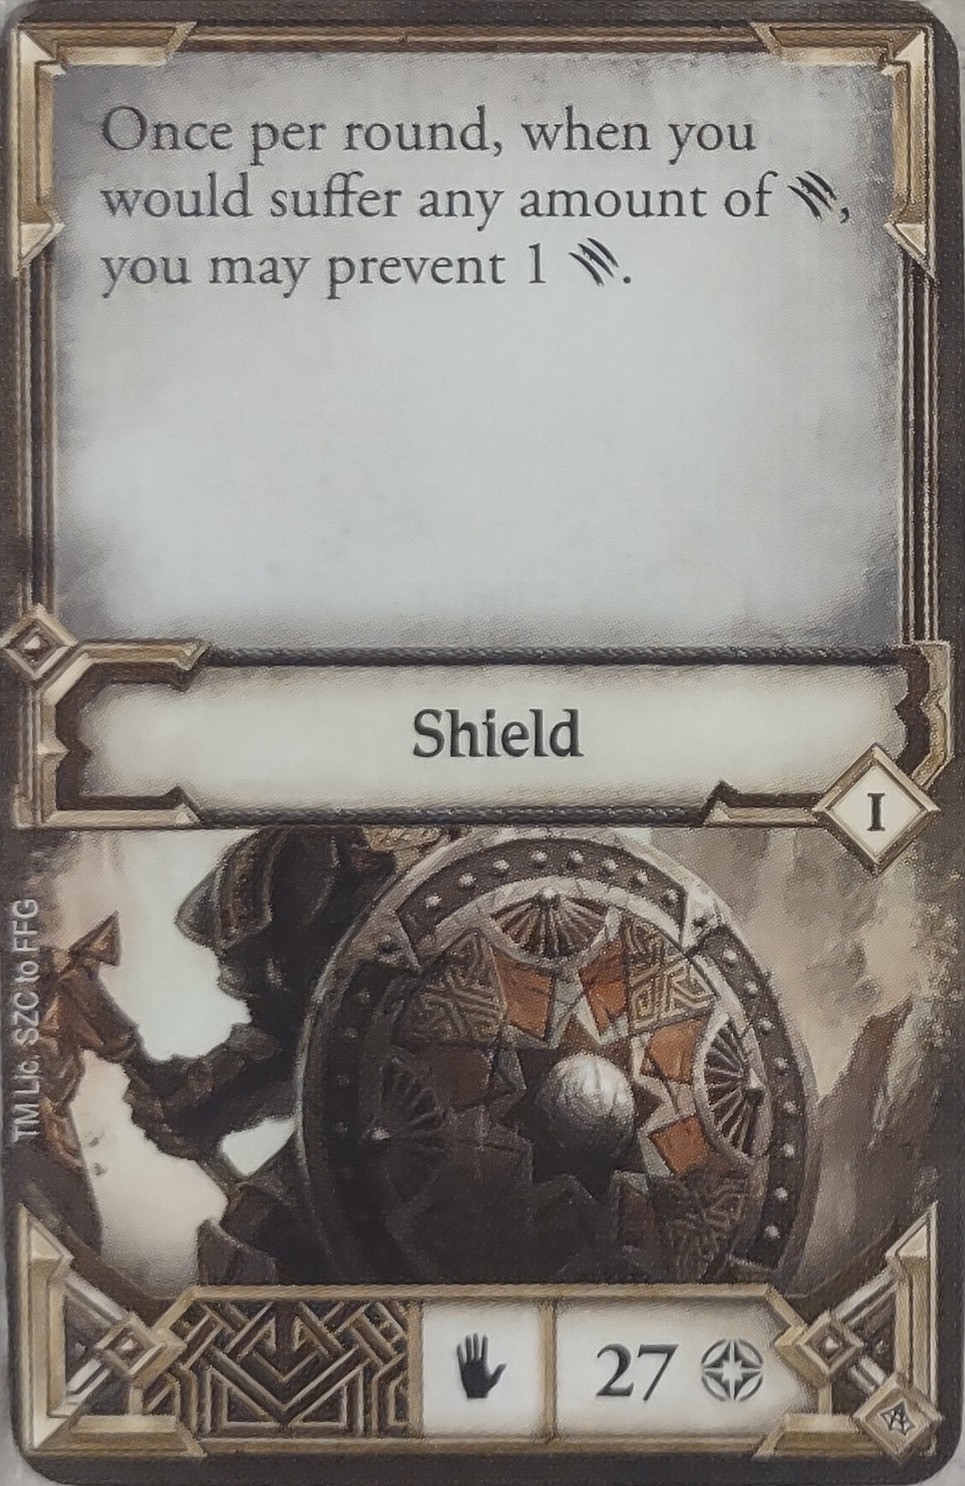 Once per round, when you
would suffer any amount of ,
you may prevent 1 .
Shield
I
TM Lic. SZC to FFG
27